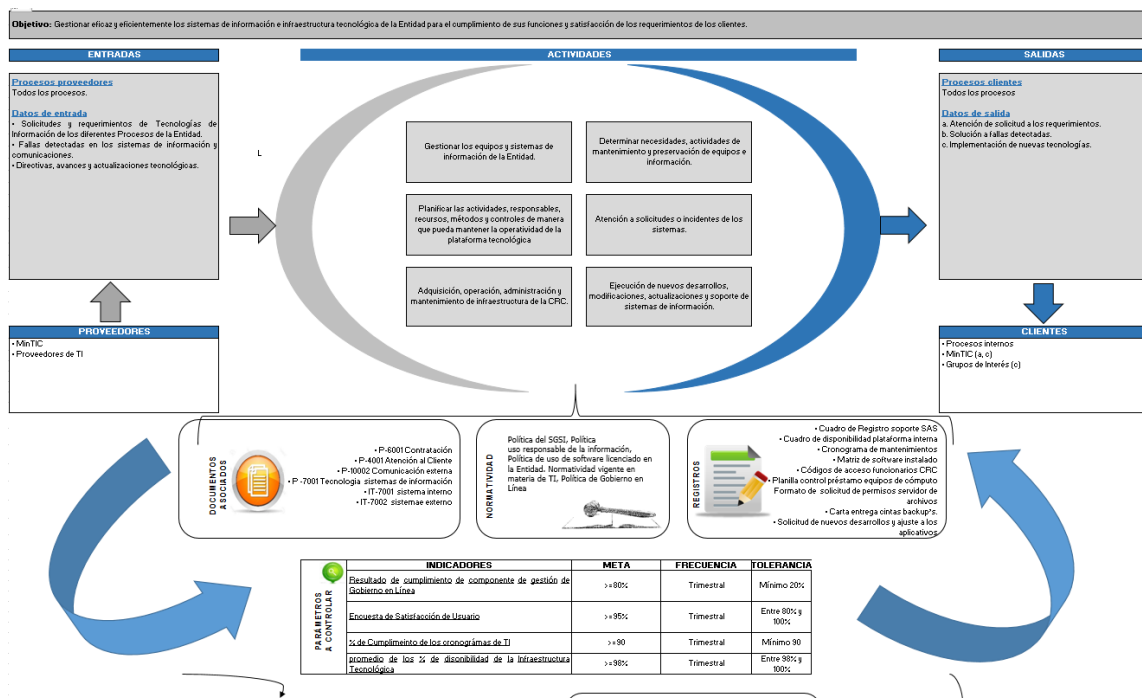 Objetivo: Gestionar eficaz y eficientemente los sistemas de información e infraestructura tecnológica de la Entidad para el cumplimiento de sus funciones y satisfacción de los requerimientos de los clientes.
ENTRADAS
Procesos proveedores
Todos los procesos.
Datos de entrada
• Solicitudes y requerimientos de Tecnologías de
Información de los diferentes Procesos de la Entidad.
• Fallas detectadas en los sistemas de información y
comunicaciones.
• Directivas, avances y actualizaciones tecnológicas.
PROVEEDORES
• MinTIC
• Proveedores de TI
L
ACTIVIDADES
Gestionar los equipos y sistemas de
información de la Entidad.
Determinar necesidades, actividades de
mantenimiento y preservación de equipos e
información.
Planificar las actividades, responsables,
recursos, métodos y controles de manera
que pueda mantener la operatividad de la
plataforma tecnológica
Atención a solicitudes o incidentes de los
sistemas.
Adquisición, operación, administración y
mantenimiento de infraestructura de la CRC.
Ejecución de nuevos desarrollos,
modificaciones, actualizaciones y soporte de
sistemas de información.
SALIDAS
Procesos clientes
Todos los procesos
Datos de salida
a. Atención de solicitud a los requerimientos.
b. Solución a fallas detectadas.
c. Implementación de nuevas tecnologías.
CLIENTES
• Procesos internos
• MinTIC (a, c)
• Grupos de Interés (c)
DOCUMENTOS
ASOCIADOS
• P-6001 Contratación
• P-4001 Atención al Cliente
• P-10002 Comunicación externa
• P -7001 Tecnologia sistemas de información
• IT-7001 sistema interno
• IT-7002 sistemae externo
NORMATIVIDAD
Política del SGSI, Política
uso responsable de la información,
Política de uso de software licenciado en
la Entidad. Normatividad vigente en
materia de TI. Política de Gobierno en
Línea
REGISTROS
• Cuadro de Registro soporte SAS
• Cuadro de disponibilidad plataforma interna
• Cronograma de mantenimientos
• Matriz de software instalado
• Códigos de acceso funcionarios CRC
• Planilla control préstamo equipos de cómputo
Formato de solicitud de permisos servidor de
archivos
• Carta entrega cintas backup's.
• Solicitud de nuevos desarrollos y ajuste a los
aplicativos
PARÁMETROS
A CONTROLAR
INDICADORES META FRECUENCIA TOLERANCIA
Resultado de cumplimiento de componente de gestión de
Gobierno en Línea
>=80% Trimestral Mínimo 20%
Encuesta de Satisfacción de Usuario >=95% Trimestral Entre 80% y
100%
% de Cumplimeinto de los cronográmas de TI >=90 Trimestral Mínimo 90
promedio de los % de disonibilidad de la Infraestructura
Tecnológica
>=98% Trimestral Entre 98% y
100%